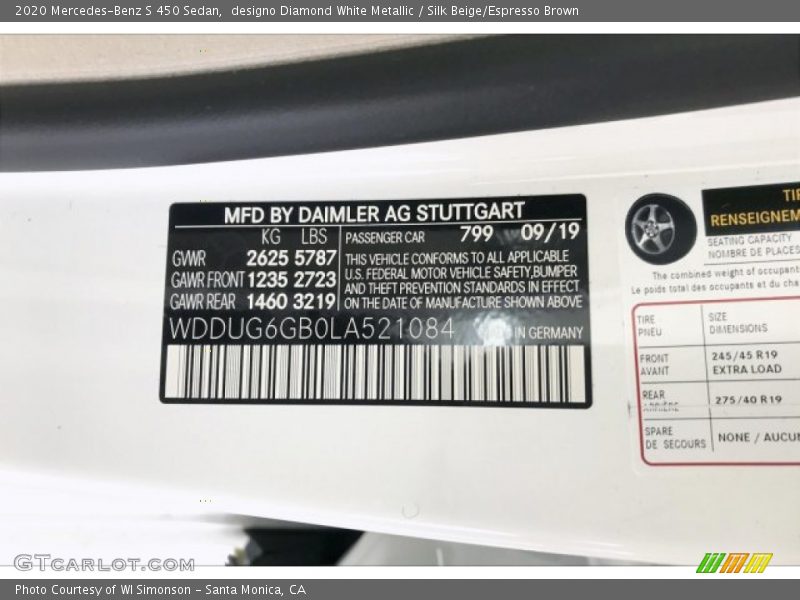 2020 Mercedes-Benz S 450 Sedan, designo Diamond White Metallic / Silk Beige/Espresso Brown
MFD BY DAIMLER AG STUTTGART
KG LBS
GVWR 2625 5787
GAWR FRONT 1235 2723
GAWR REAR 1460 3219
PASSENGER CAR 799 09/19
THIS VEHICLE CONFORMS TO ALL APPLICABLE
U.S. FEDERAL MOTOR VEHICLE SAFETY,BUMPER
AND THEFT PREVENTION STANDARDS IN EFFECT
ON THE DATE OF MANUFACTURE SHOWN ABOVE
WDDUG6GB0LA521084 IN GERMANY
RENSEIGNEM
SEATING CAPACITY
NOMBRE DE PLACES
The combined weight of occupant
Le poids total des occupants et du cha
TIRE SIZE
PNEU DIMENSIONS
FRONT 245/45 R19
AVANT EXTRA LOAD
REAR 275/40 R19
ARRIÈRE
SPARE NONE / AUCUN
DE SECOURS
GTCARLOT.COM
Photo Courtesy of WI Simonson - Santa Monica, CA